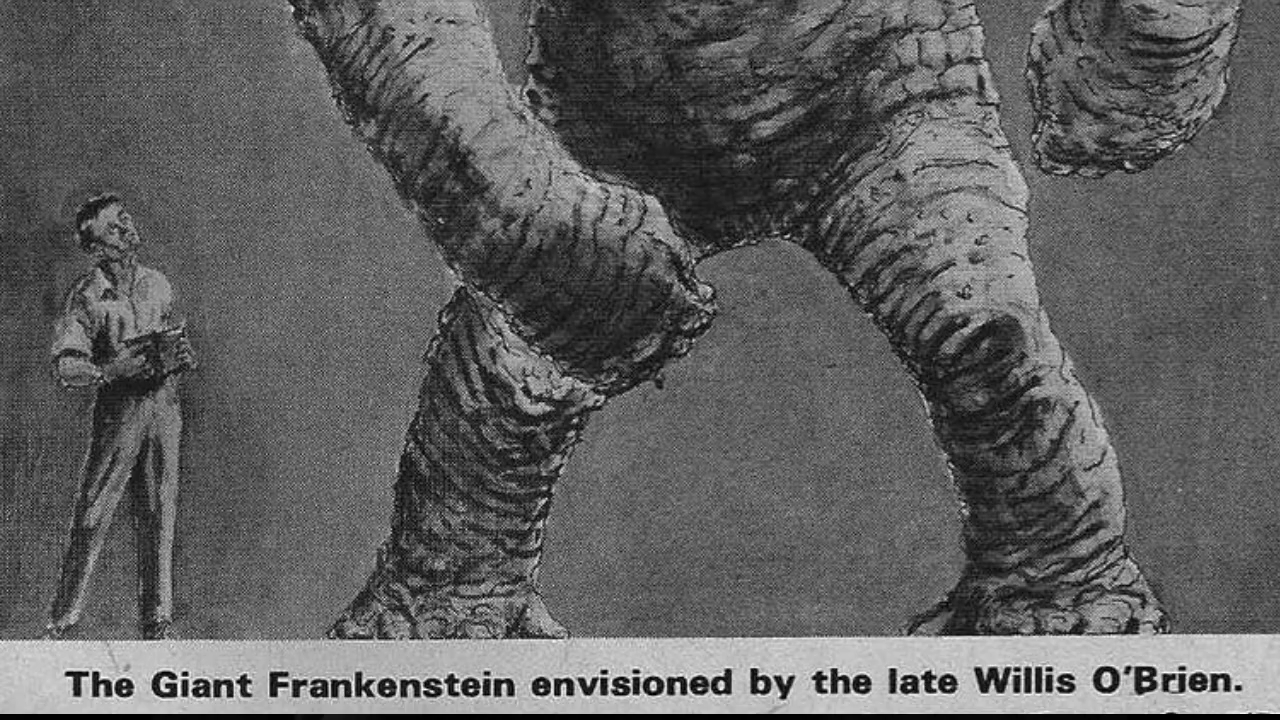 The Giant Frankenstein envisioned by the late Willis O'Brien.